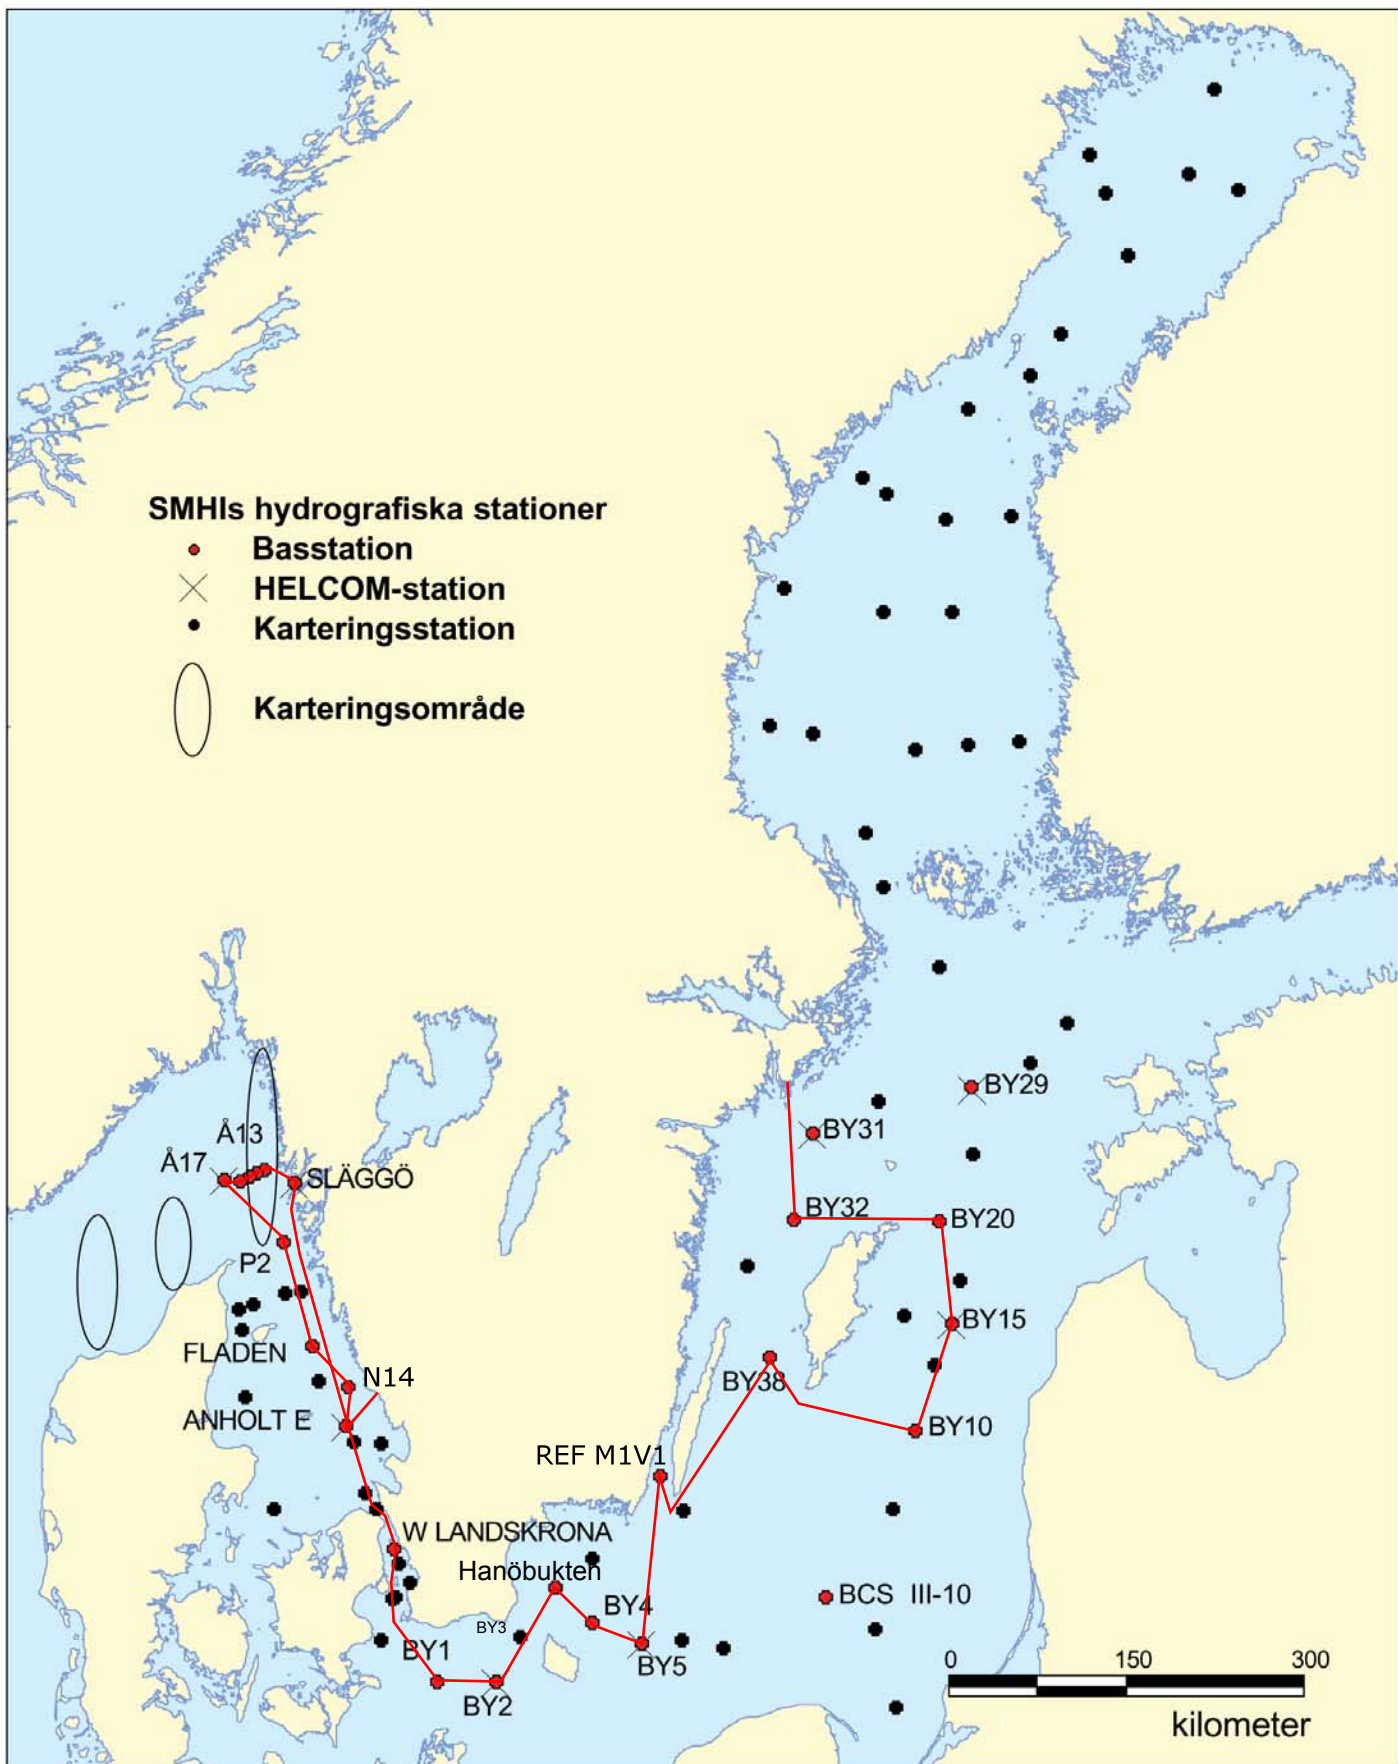 SMHIs hydrografiska stationer
Basstation
HELCOM-station
Karteringsstation
Karteringsområde
BY29
Å13
BY31
Å17
SLÄGGÖ
BY32
BY20
P2
BY15
FLADEN
N14
BY38
ANHOLT E
BY10
REF M1V1
W LANDSKRONA
Hanöbukten
BCS III-10
BY4
BY3
BY1
BY5
BY2
0 150 300
kilometer